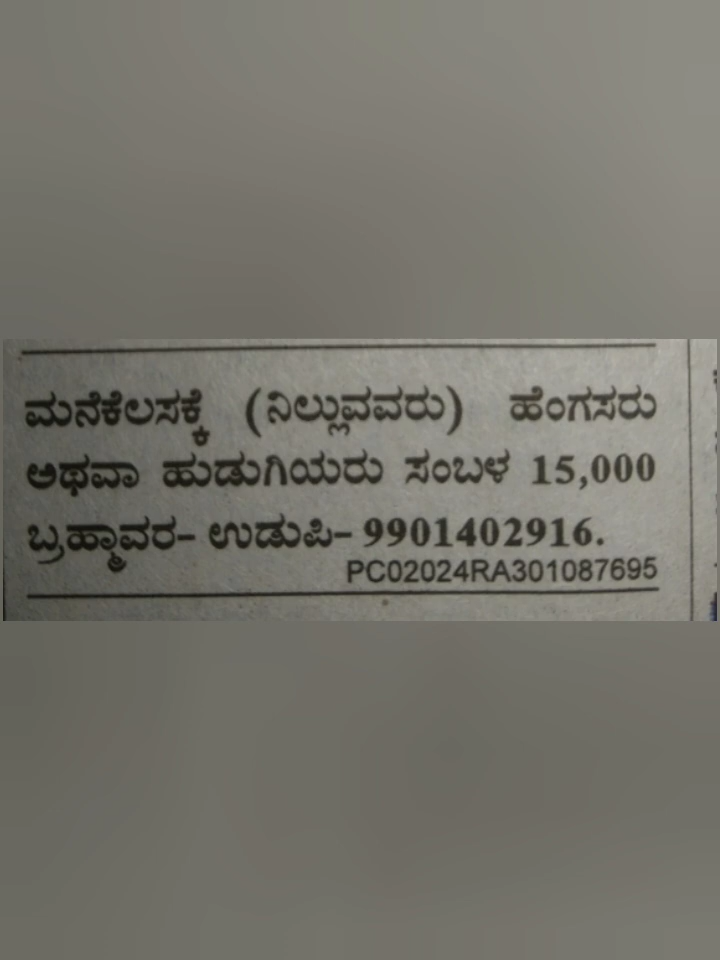 ಮನೆಕೆಲಸಕ್ಕೆ (ನಿಲ್ಲುವವರು) ಹೆಂಗಸರು
ಅಥವಾ ಹುಡುಗಿಯರು ಸಂಬಳ 15,000
ಬ್ರಹ್ಮಾವರ- ಉಡುಪಿ- 9901402916.
PC02024RA301087695